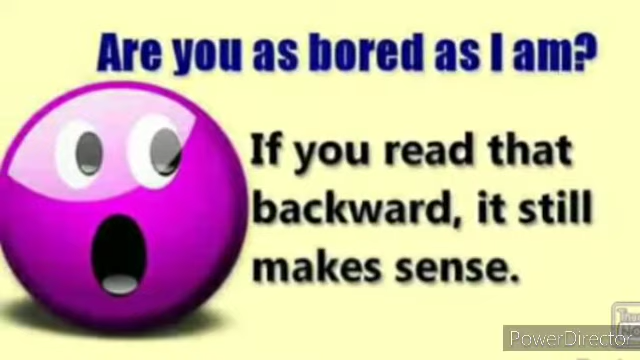 Are you as bored as I am?
If you read that
backward, it still
makes sense.
PowerDirector